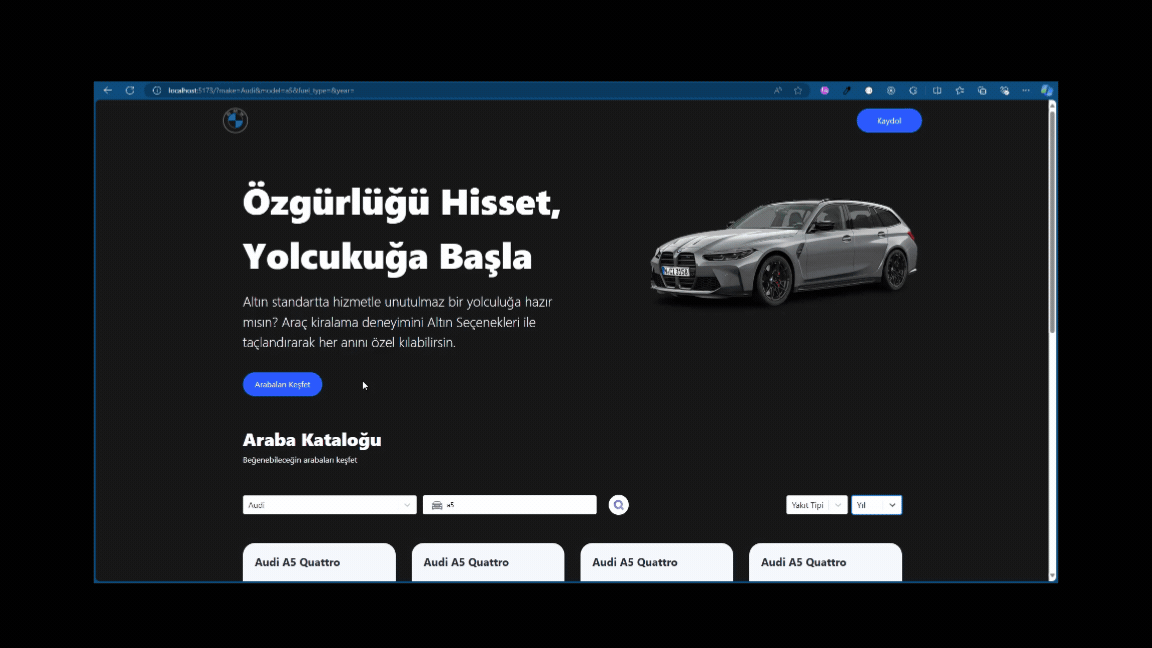 localhost:5173/?make=Audi&model=a5&fuel_type=&year=
Kaydol
Özgürlüğü Hisset,
Yolcukuğa Başla
Altın standartta hizmetle unutulmaz bir yolculuğa hazır
mısın? Araç kiralama deneyimini Altın Seçenekleri ile
taçlandırarak her anını özel kılabilirsin.
Arabaları Keşfet
Araba Kataloğu
Beğenebileceğin arabaları keşfet
Audi
a5
Yakıt Tipi
Yıl
Audi A5 Quattro
Audi A5 Quattro
Audi A5 Quattro
Audi A5 Quattro